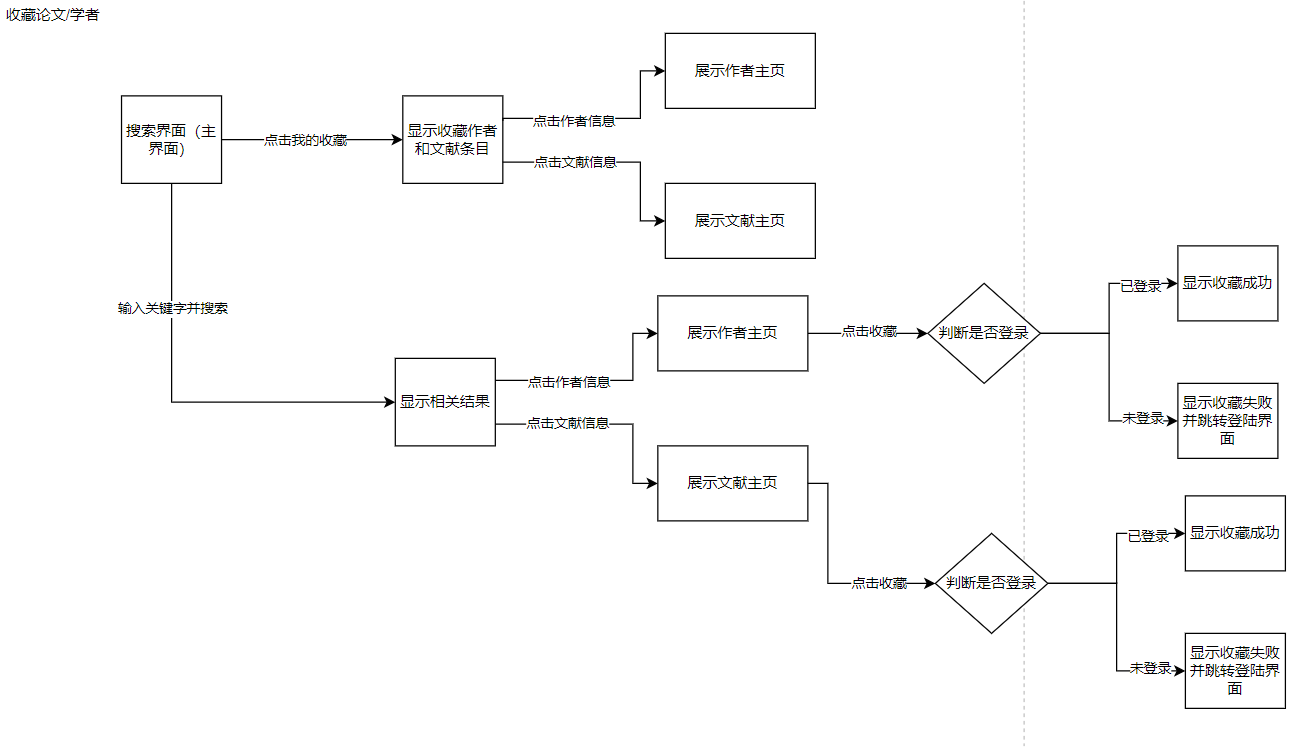 收藏论文/学者
展示作者主页
点击作者信息
搜索界面（主
界面）
点击我的收藏
显示收藏作者
和文献条目
点击文献信息
展示文献主页
输入关键字并搜索
显示相关结果
点击作者信息
展示作者主页
点击收藏
判断是否登录
已登录
显示收藏成功
未登录
显示收藏失败
并跳转登陆界
面
点击文献信息
展示文献主页
点击收藏
判断是否登录
已登录
显示收藏成功
未登录
显示收藏失败
并跳转登陆界
面